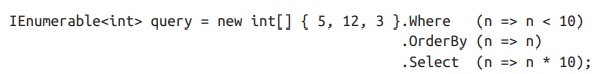 IEnumerable<int> query = new int[] { 5, 12, 3 }.Where   (n => n < 10)
                                               .OrderBy (n => n)
                                               .Select  (n => n * 10);